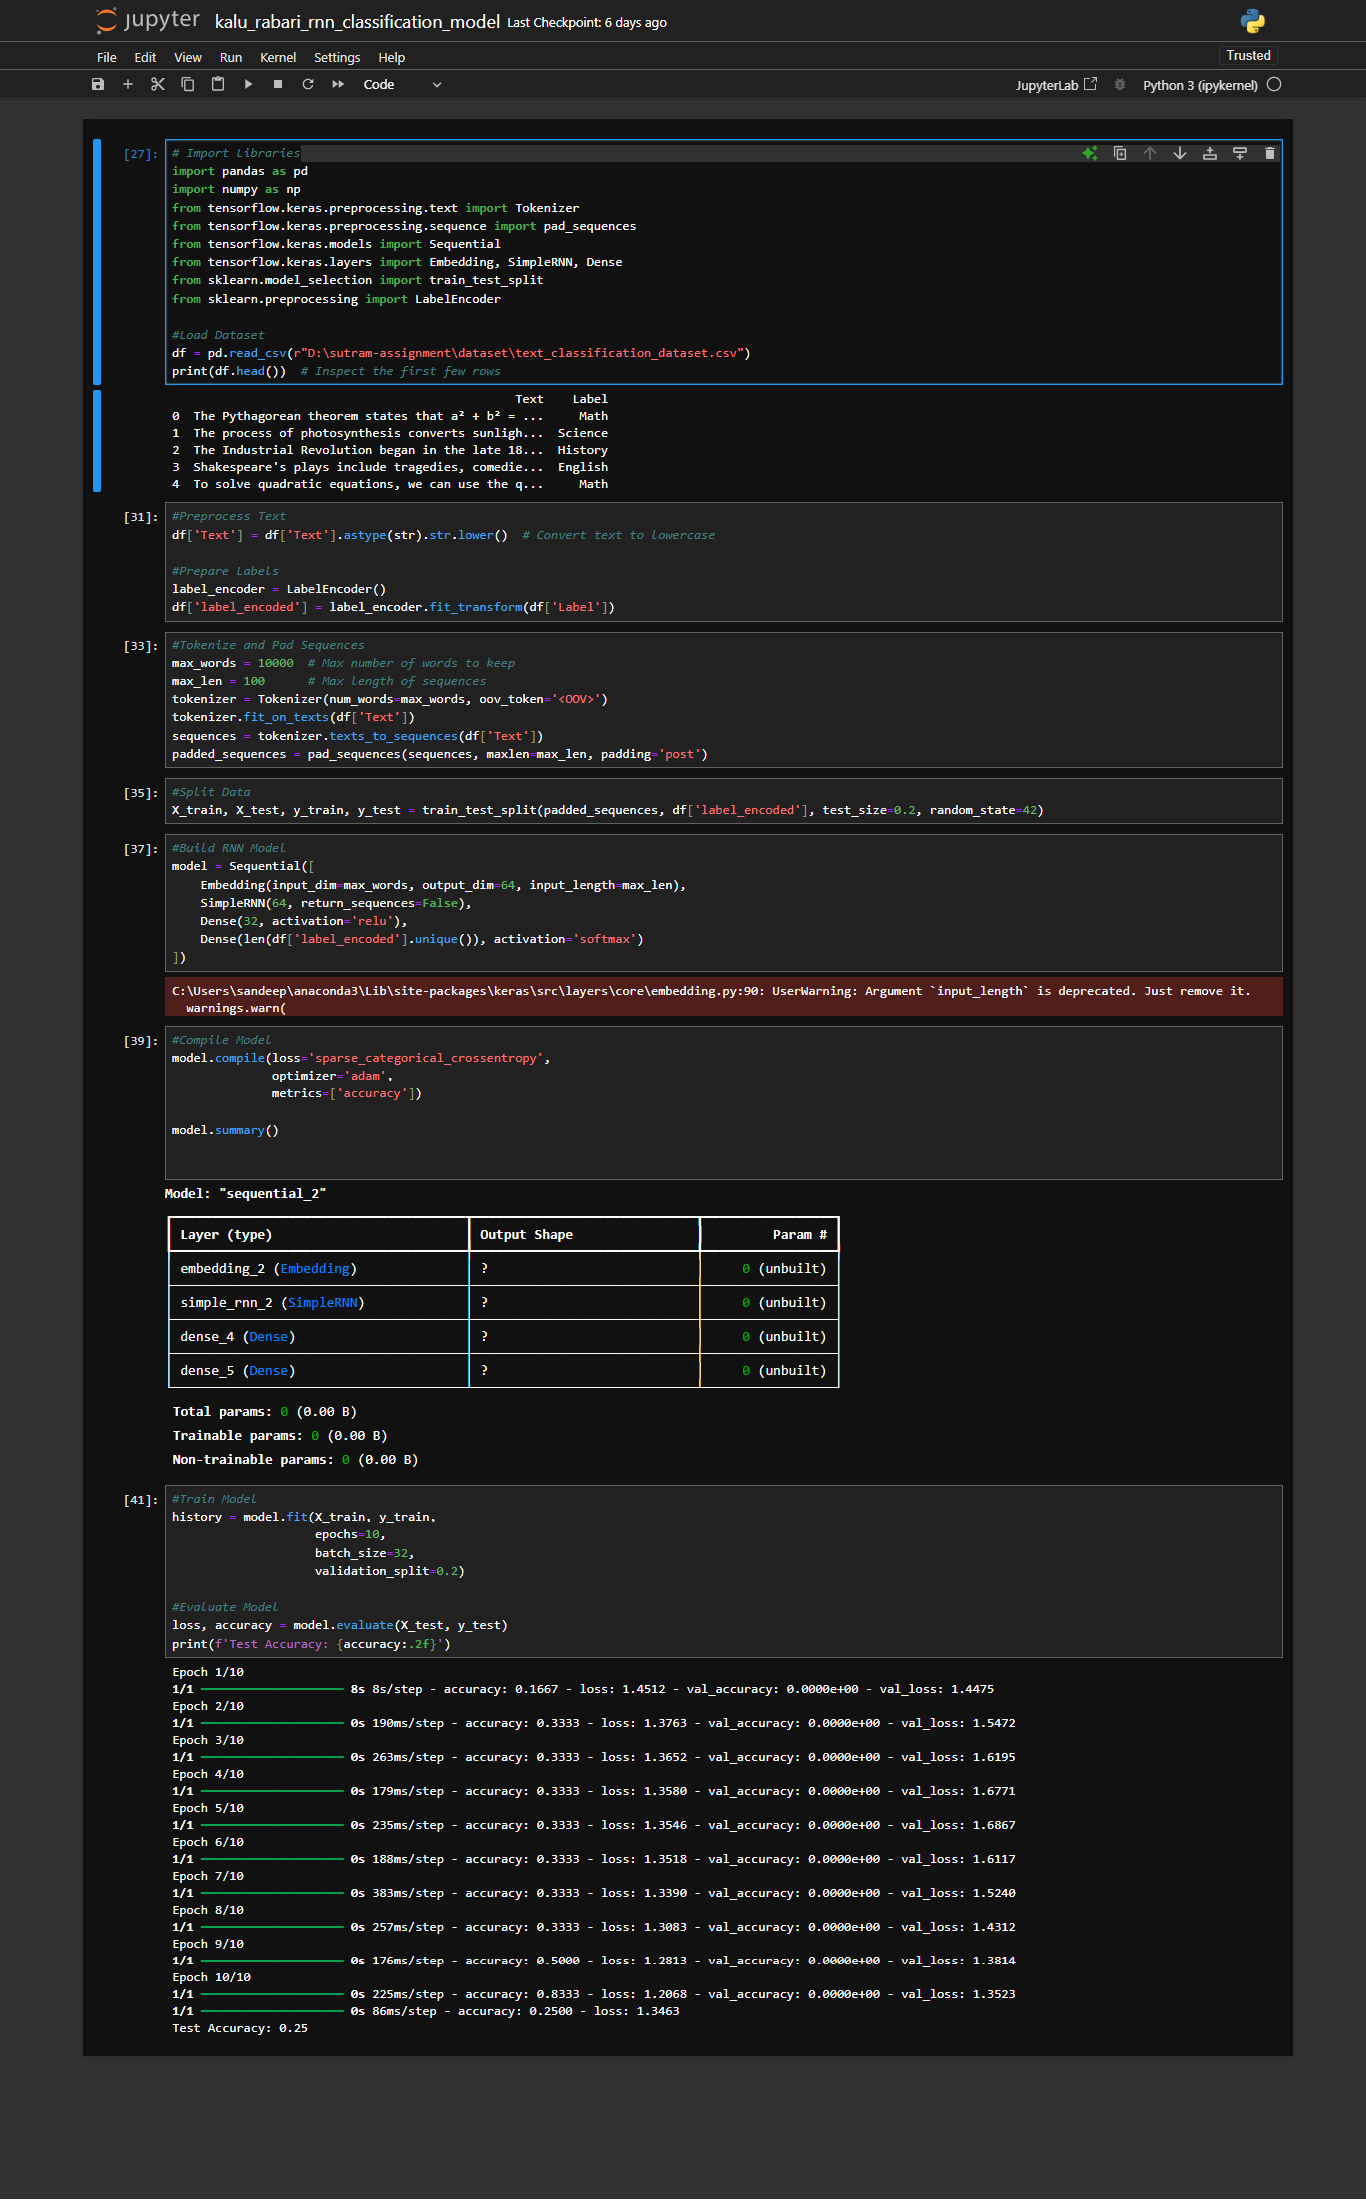 jupyter kalu_rabari_rnn_classification_model Last Checkpoint: 6 days ago
File Edit View Run Kernel Settings Help Trusted
Code JupyterLab Python 3 (ipykernel)
[27]: # Import Libraries
import pandas as pd
import numpy as np
from tensorflow.keras.preprocessing.text import Tokenizer
from tensorflow.keras.preprocessing.sequence import pad_sequences
from tensorflow.keras.models import Sequential
from tensorflow.keras.layers import Embedding, SimpleRNN, Dense
from sklearn.model_selection import train_test_split
from sklearn.preprocessing import LabelEncoder
#Load Dataset
df = pd.read_csv(r"D:\sutram-assignment\dataset\text_classification_dataset.csv")
print(df.head())  # Inspect the first few rows
Text Label
0 The Pythagorean theorem states that a² + b² = ... Math
1 The process of photosynthesis converts sunligh... Science
2 The Industrial Revolution began in the late 18... History
3 Shakespeare's plays include tragedies, comedie... English
4 To solve quadratic equations, we can use the q... Math
[31]: #Preprocess Text
df['Text'] = df['Text'].astype(str).str.lower()  # Convert text to lowercase
#Prepare Labels
label_encoder = LabelEncoder()
df['label_encoded'] = label_encoder.fit_transform(df['Label'])
[33]: #Tokenize and Pad Sequences
max_words = 10000  # Max number of words to keep
max_len = 100      # Max length of sequences
tokenizer = Tokenizer(num_words=max_words, oov_token='<OOV>')
tokenizer.fit_on_texts(df['Text'])
sequences = tokenizer.texts_to_sequences(df['Text'])
padded_sequences = pad_sequences(sequences, maxlen=max_len, padding='post')
[35]: #Split Data
X_train, X_test, y_train, y_test = train_test_split(padded_sequences, df['label_encoded'], test_size=0.2, random_state=42)
[37]: #Build RNN Model
model = Sequential([
    Embedding(input_dim=max_words, output_dim=64, input_length=max_len),
    SimpleRNN(64, return_sequences=False),
    Dense(32, activation='relu'),
    Dense(len(df['label_encoded'].unique()), activation='softmax')
])
C:\Users\sandeep\anaconda3\Lib\site-packages\keras\src\layers\core\embedding.py:90: UserWarning: Argument `input_length` is deprecated. Just remove it.
  warnings.warn(
[39]: #Compile Model
model.compile(loss='sparse_categorical_crossentropy',
              optimizer='adam',
              metrics=['accuracy'])
model.summary()
Model: "sequential_2"
Layer (type) Output Shape Param #
embedding_2 (Embedding) ? 0 (unbuilt)
simple_rnn_2 (SimpleRNN) ? 0 (unbuilt)
dense_4 (Dense) ? 0 (unbuilt)
dense_5 (Dense) ? 0 (unbuilt)
Total params: 0 (0.00 B)
Trainable params: 0 (0.00 B)
Non-trainable params: 0 (0.00 B)
[41]: #Train Model
history = model.fit(X_train, y_train,
                    epochs=10,
                    batch_size=32,
                    validation_split=0.2)
#Evaluate Model
loss, accuracy = model.evaluate(X_test, y_test)
print(f'Test Accuracy: {accuracy:.2f}')
Epoch 1/10
1/1 8s 8s/step - accuracy: 0.1667 - loss: 1.4512 - val_accuracy: 0.0000e+00 - val_loss: 1.4475
Epoch 2/10
1/1 0s 190ms/step - accuracy: 0.3333 - loss: 1.3763 - val_accuracy: 0.0000e+00 - val_loss: 1.5472
Epoch 3/10
1/1 0s 263ms/step - accuracy: 0.3333 - loss: 1.3652 - val_accuracy: 0.0000e+00 - val_loss: 1.6195
Epoch 4/10
1/1 0s 179ms/step - accuracy: 0.3333 - loss: 1.3580 - val_accuracy: 0.0000e+00 - val_loss: 1.6771
Epoch 5/10
1/1 0s 235ms/step - accuracy: 0.3333 - loss: 1.3546 - val_accuracy: 0.0000e+00 - val_loss: 1.6867
Epoch 6/10
1/1 0s 188ms/step - accuracy: 0.3333 - loss: 1.3518 - val_accuracy: 0.0000e+00 - val_loss: 1.6117
Epoch 7/10
1/1 0s 383ms/step - accuracy: 0.3333 - loss: 1.3390 - val_accuracy: 0.0000e+00 - val_loss: 1.5240
Epoch 8/10
1/1 0s 257ms/step - accuracy: 0.3333 - loss: 1.3083 - val_accuracy: 0.0000e+00 - val_loss: 1.4312
Epoch 9/10
1/1 0s 176ms/step - accuracy: 0.5000 - loss: 1.2813 - val_accuracy: 0.0000e+00 - val_loss: 1.3814
Epoch 10/10
1/1 0s 225ms/step - accuracy: 0.8333 - loss: 1.2068 - val_accuracy: 0.0000e+00 - val_loss: 1.3523
1/1 0s 86ms/step - accuracy: 0.2500 - loss: 1.3463
Test Accuracy: 0.25